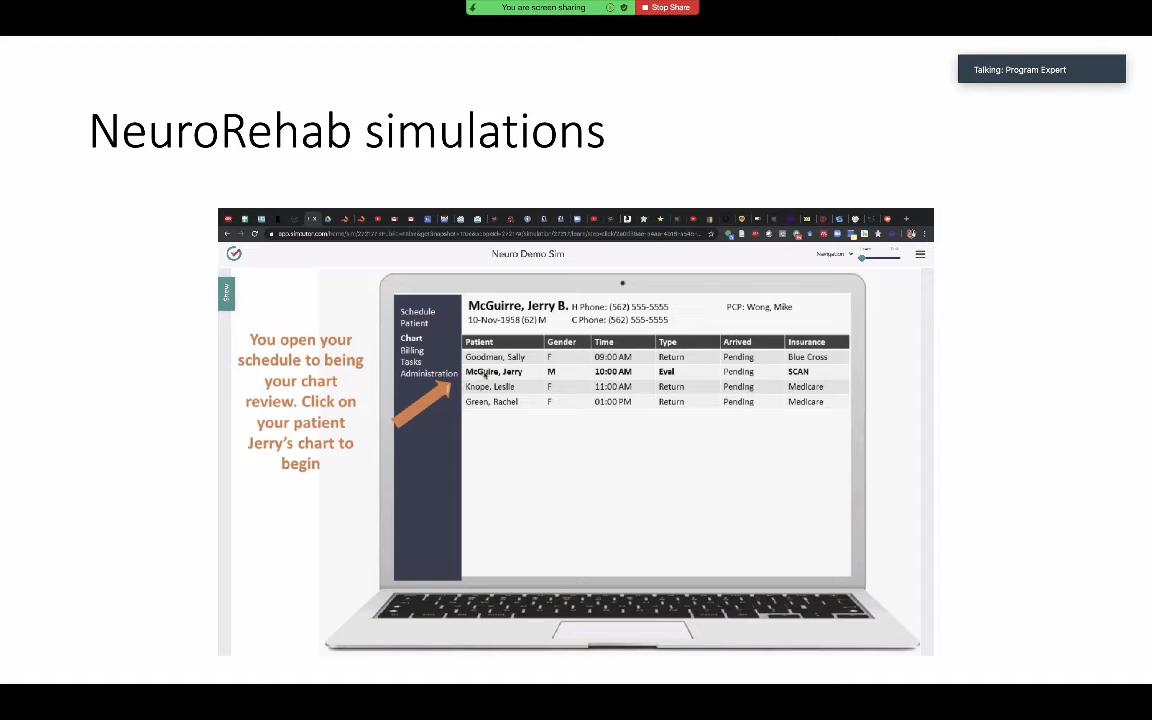 You are screen sharing
Stop Share
Talking: Program Expert
NeuroRehab simulations
Neuro Demo Sim
Navigation
Show
You open your
schedule to being
your chart
review. Click on
your patient
Jerry's chart to
begin
Schedule
Patient
Chart
Billing
Tasks
Administration
McGuirre, Jerry B. H Phone: (562) 555-5555 PCP: Wong, Mike
10-Nov-1958 (62) M C Phone: (562) 555-5555
Patient Gender Time Type Arrived Insurance
Goodman, Sally F 09:00 AM Return Pending Blue Cross
McGuire, Jerry M 10:00 AM Eval Pending SCAN
Knope, Leslie F 11:00 AM Return Pending Medicare
Green, Rachel F 01:00 PM Return Pending Medicare